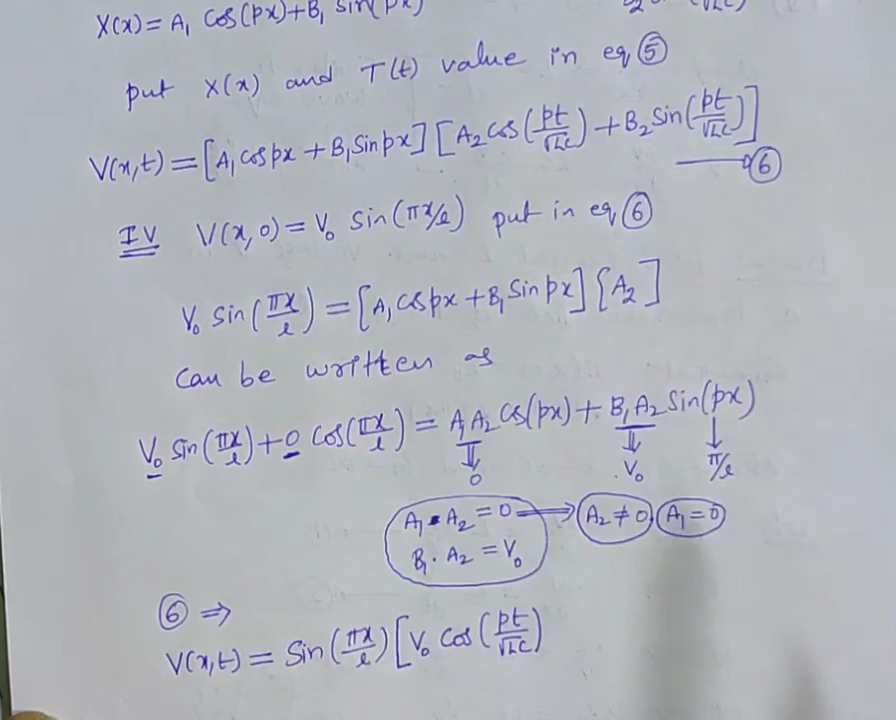 X(x) = A₁ cos(px) + B₁ sin(px)
put X(x) and T(t) value in eq ⑤
V(x,t) = [A₁ cos px + B₁ Sin px] [A₂ cos (pt/√LC) + B₂ sin (pt/√LC)]
⑥
IV V(x,0) = V₀ Sin(πx/l) put in eq ⑥
V₀ Sin (πx/l) = [A₁ cos px + B₁ Sin px] {A₂]
Can be written as
V₀ sin (πx/l) + 0 cos (πx/l) = A₁ A₂ cos(px) + B₁ A₂ sin(px)
⇓ ⇓ ↓
0 V₀ π/l
A₁ · A₂ = 0 ⇒ A₂ ≠ 0, A₁ = 0
B₁ · A₂ = V₀
⑥ ⇒
V(x,t) = Sin (πx/l) [V₀ Cos (pt/√LC)